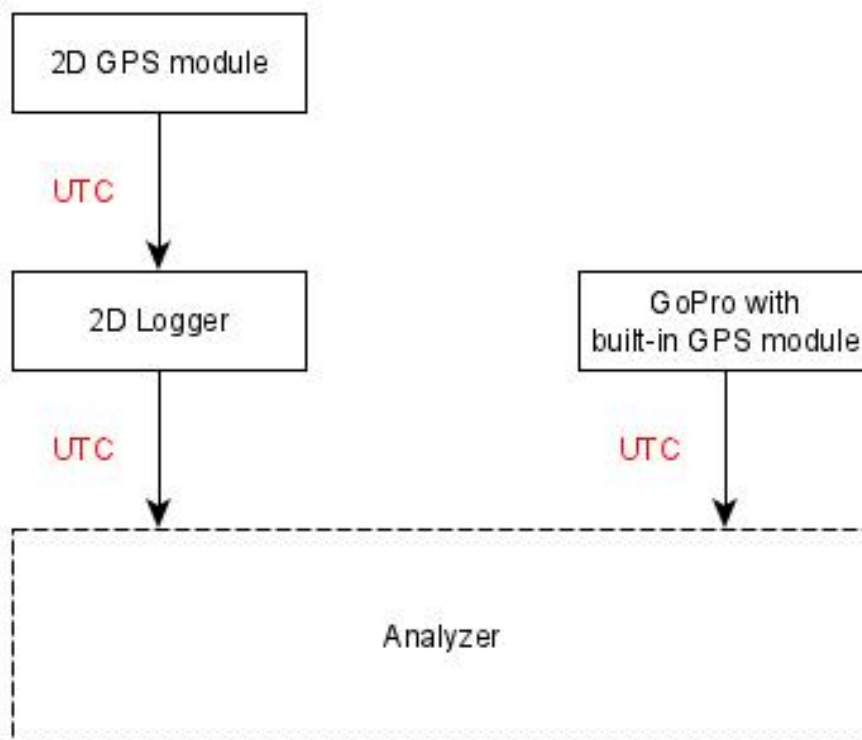 2D GPS module
UTC
2D Logger
GoPro with
built-in GPS module
UTC
UTC
Analyzer